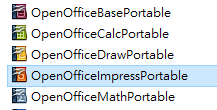 OpenOfficeBasePortable
OpenOfficeCalcPortable
OpenOfficeDrawPortable
OpenOfficeImpressPortable
OpenOfficeMathPortable